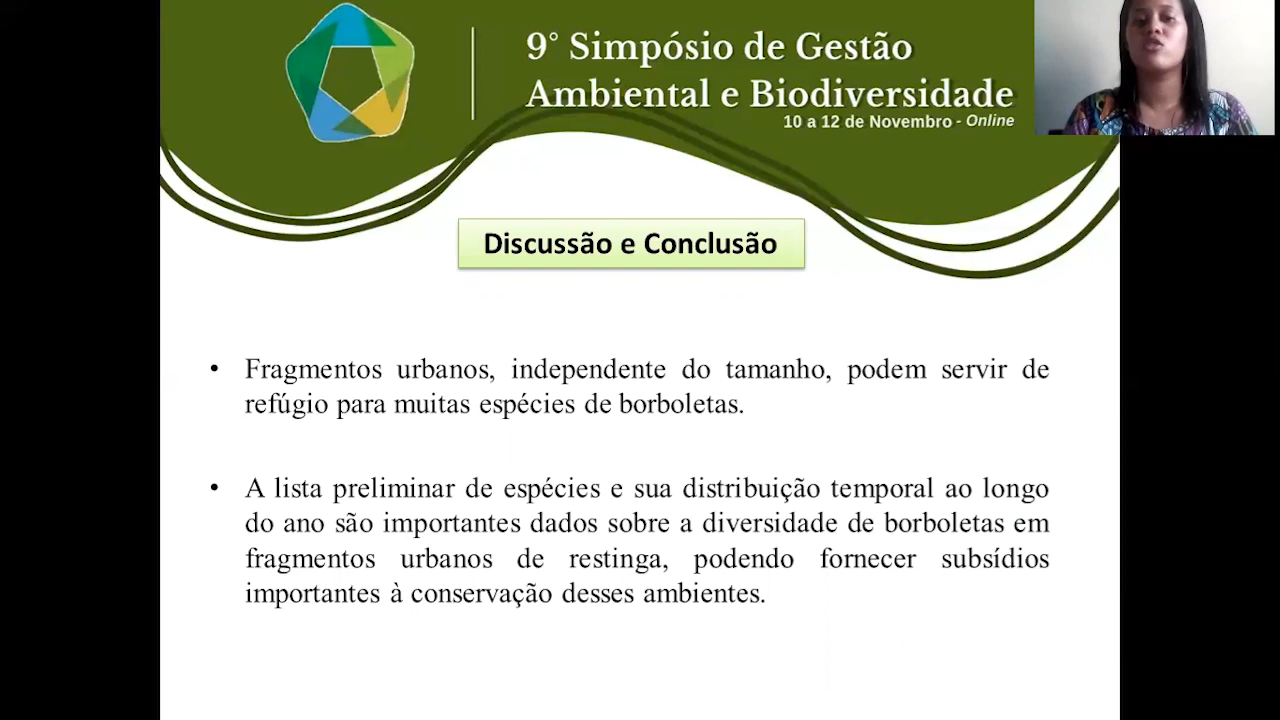 9° Simpósio de Gestão
Ambiental e Biodiversidade
10 a 12 de Novembro - Online
Discussão e Conclusão
• Fragmentos urbanos, independente do tamanho, podem servir de
refúgio para muitas espécies de borboletas.
• A lista preliminar de espécies e sua distribuição temporal ao longo
do ano são importantes dados sobre a diversidade de borboletas em
fragmentos urbanos de restinga, podendo fornecer subsídios
importantes à conservação desses ambientes.